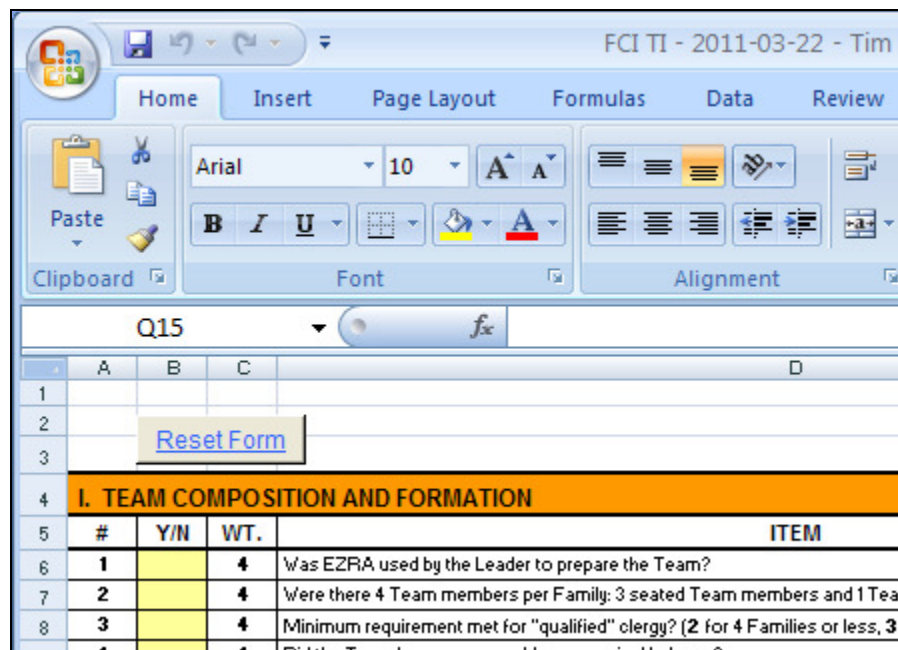 FCI TI - 2011-03-22 - Tim
Home Insert Page Layout Formulas Data Review
Arial 10 A A
Paste B I U A
Clipboard Font Alignment
Q15 fx
A B C D
1
2
Reset Form
3
4 I. TEAM COMPOSITION AND FORMATION
5 # Y/N WT. ITEM
6 1 4 Was EZRA used by the Leader to prepare the Team?
7 2 4 Were there 4 Team members per Family: 3 seated Team members and 1 Tea
8 3 4 Minimum requirement met for "qualified" clergy? (2 for 4 Families or less, 3